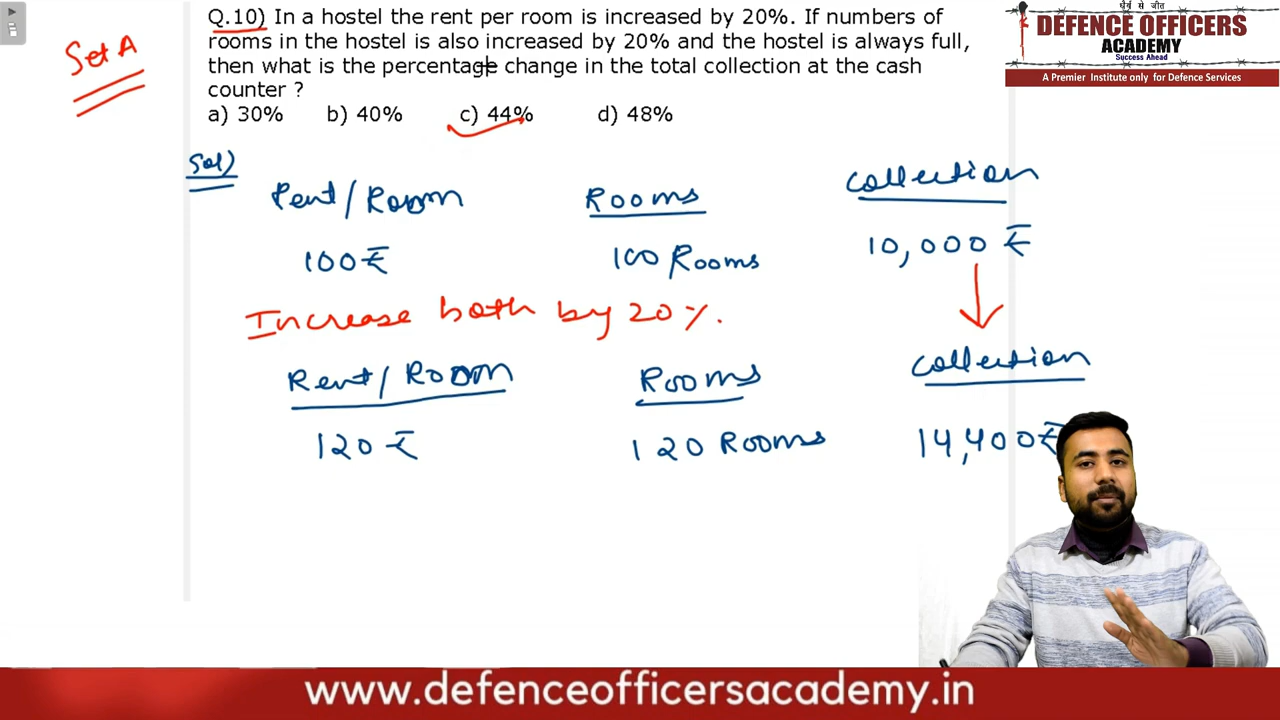 Set A
Q.10) In a hostel the rent per room is increased by 20%. If numbers of
rooms in the hostel is also increased by 20% and the hostel is always full,
then what is the percentage change in the total collection at the cash
counter ?
a) 30% b) 40% c) 44% d) 48%
शौर्य से जीत
DEFENCE OFFICERS
ACADEMY
Success Ahead
A Premier Institute only for Defence Services
Sol)
Rent/Room Rooms Collection
100₹ 100 Rooms 10,000 ₹
Increase both by 20%.
Rent/Room Rooms Collection
120₹ 120 Rooms 14,400₹
www.defenceofficersacademy.in